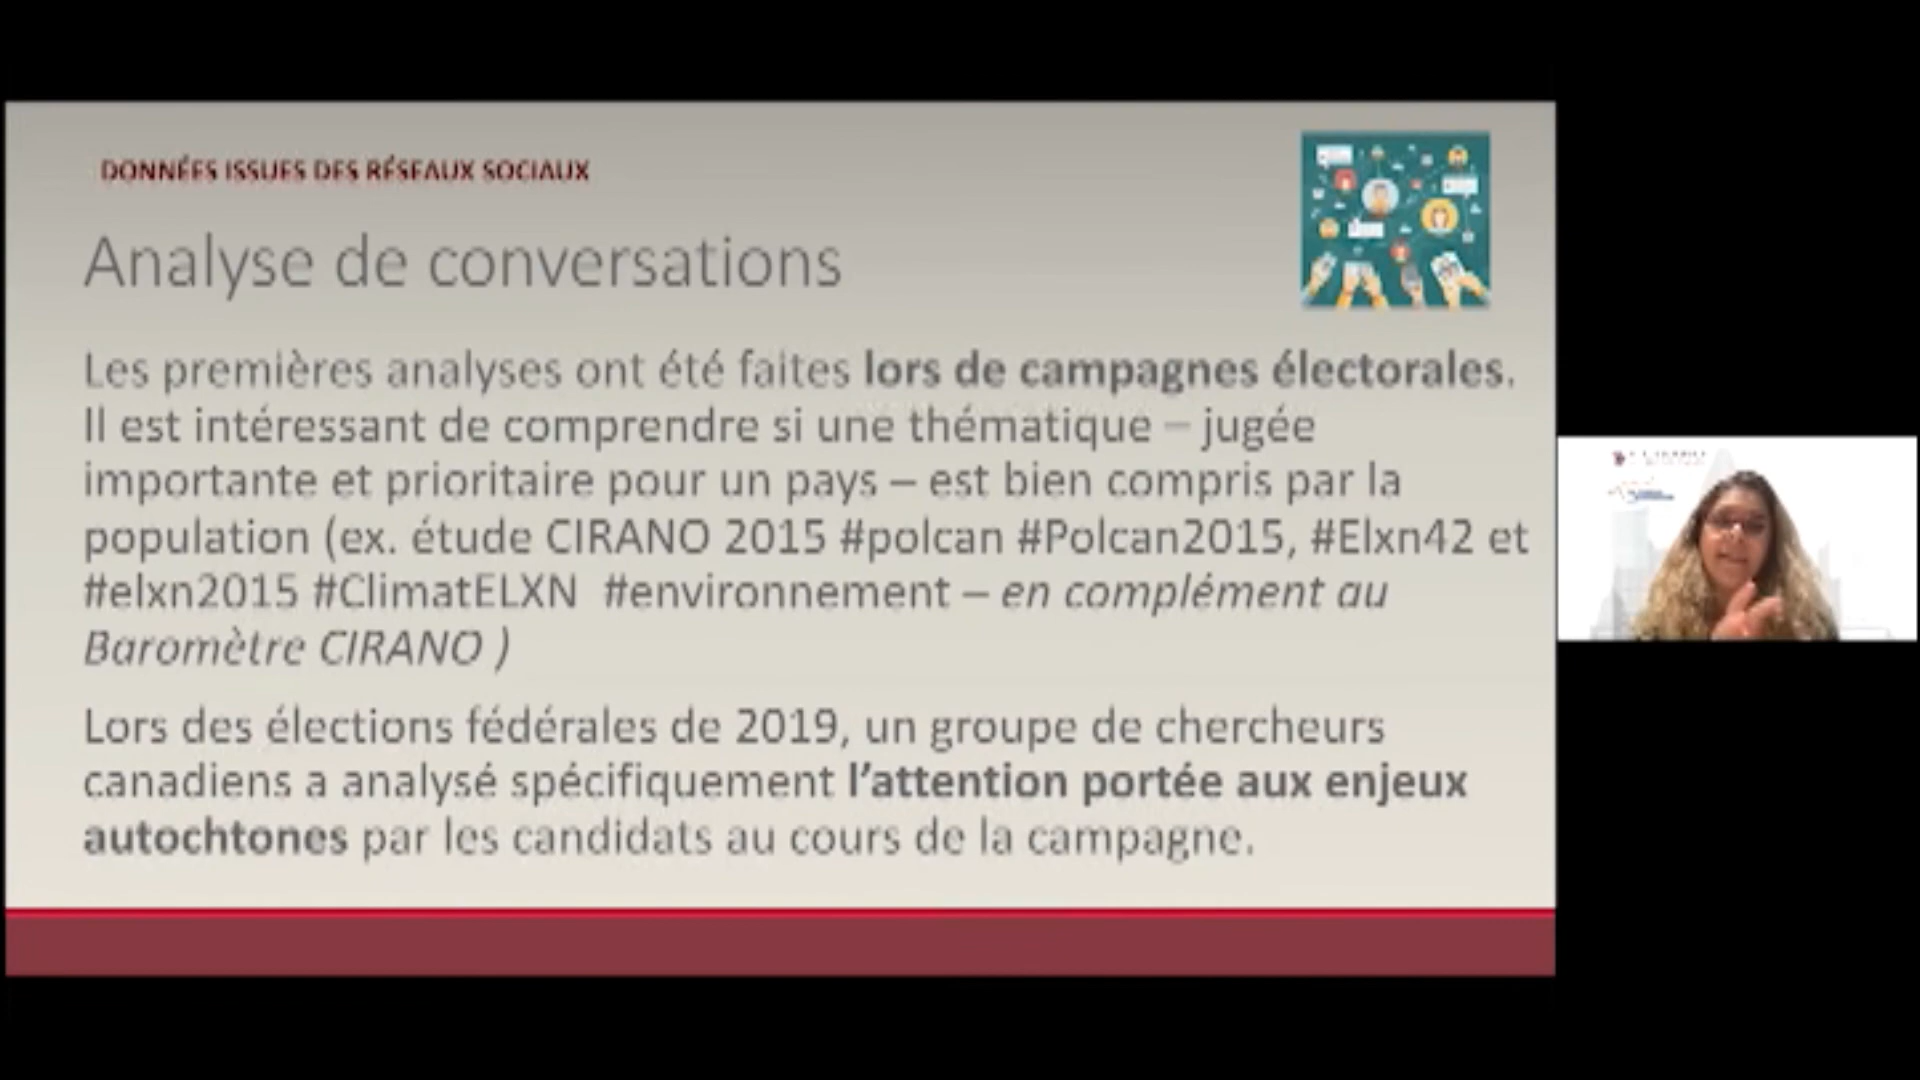 DONNÉES ISSUES DES RÉSEAUX SOCIAUX
Analyse de conversations
Les premières analyses ont été faites lors de campagnes électorales.
Il est intéressant de comprendre si une thématique – jugée
importante et prioritaire pour un pays – est bien compris par la
population (ex. étude CIRANO 2015 #polcan #Polcan2015, #Elxn42 et
#elxn2015 #ClimatELXN #environnement – en complément au
Baromètre CIRANO )
Lors des élections fédérales de 2019, un groupe de chercheurs
canadiens a analysé spécifiquement l’attention portée aux enjeux
autochtones par les candidats au cours de la campagne.